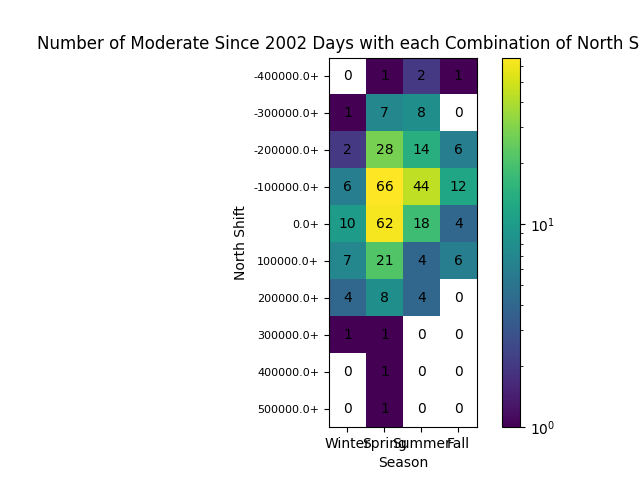 Number of Moderate Since 2002 Days with each Combination of North S
-400000.0+ 0 1 2 1
-300000.0+ 1 7 8 0
-200000.0+ 2 28 14 6
-100000.0+ 6 66 44 12
0.0+ 10 62 18 4
100000.0+ 7 21 4 6
200000.0+ 4 8 4 0
300000.0+ 1 1 0 0
400000.0+ 0 1 0 0
500000.0+ 0 1 0 0
North Shift
Winter Spring Summer Fall
Season
10¹
10⁰